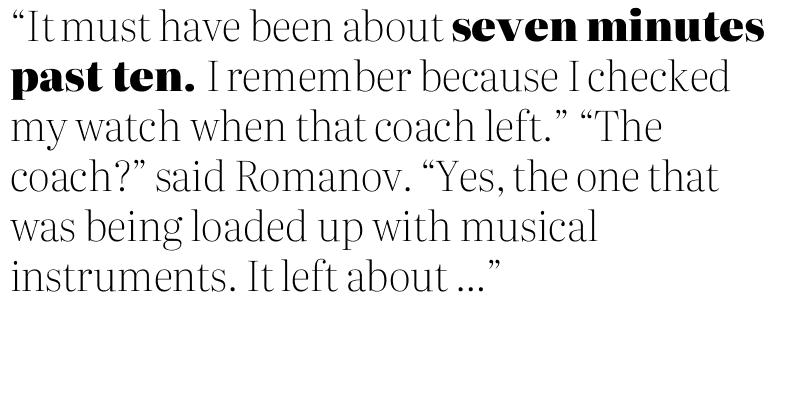 “It must have been about seven minutes
past ten. I remember because I checked
my watch when that coach left.” “The
coach?” said Romanov. “Yes, the one that
was being loaded up with musical
instruments. It left about ...”